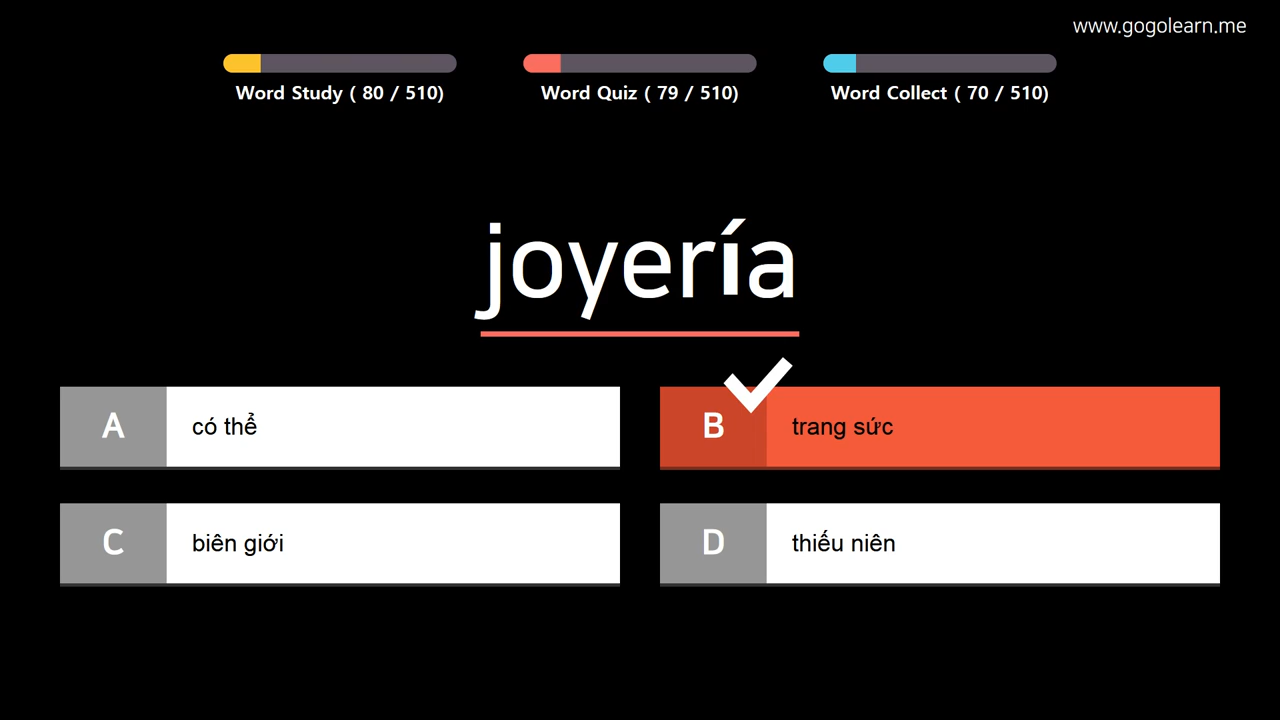 www.gogolearn.me
Word Study ( 80 / 510)
Word Quiz ( 79 / 510)
Word Collect ( 70 / 510)
joyería
A có thể
B trang sức
C biên giới
D thiếu niên